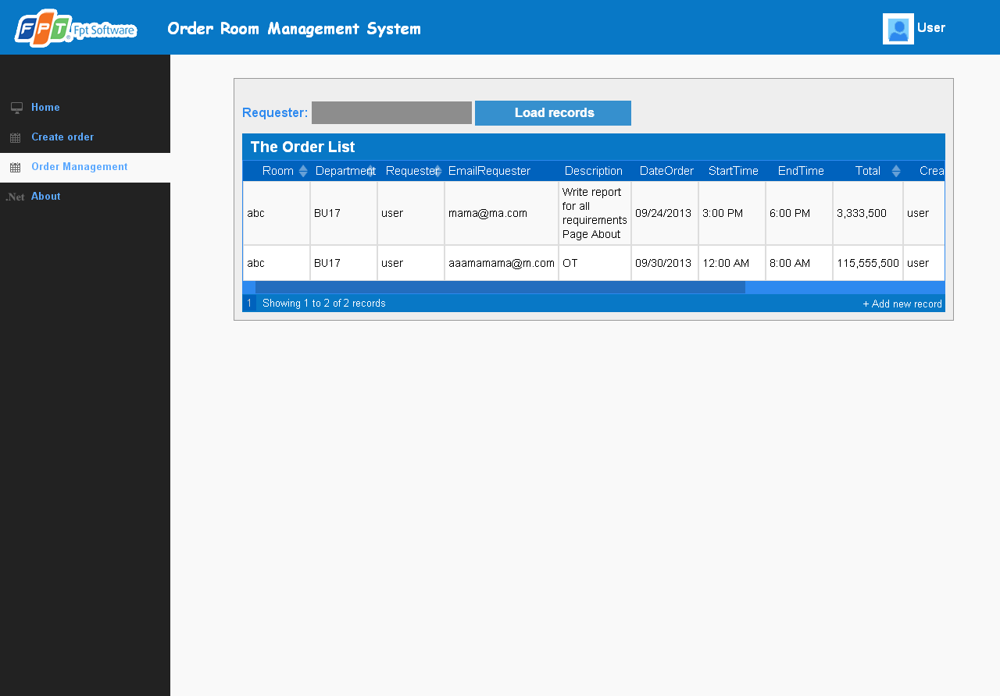 FPT Fpt Software
Order Room Management System
User
Home
Create order
Order Management
.Net About
Requester: Load records
The Order List
Room Department Requester EmailRequester Description DateOrder StartTime EndTime Total Crea
abc BU17 user mama@ma.com Write report for all requirements Page About 09/24/2013 3:00 PM 6:00 PM 3,333,500 user
abc BU17 user aaamamama@m.com OT 09/30/2013 12:00 AM 8:00 AM 115,555,500 user
1 Showing 1 to 2 of 2 records + Add new record